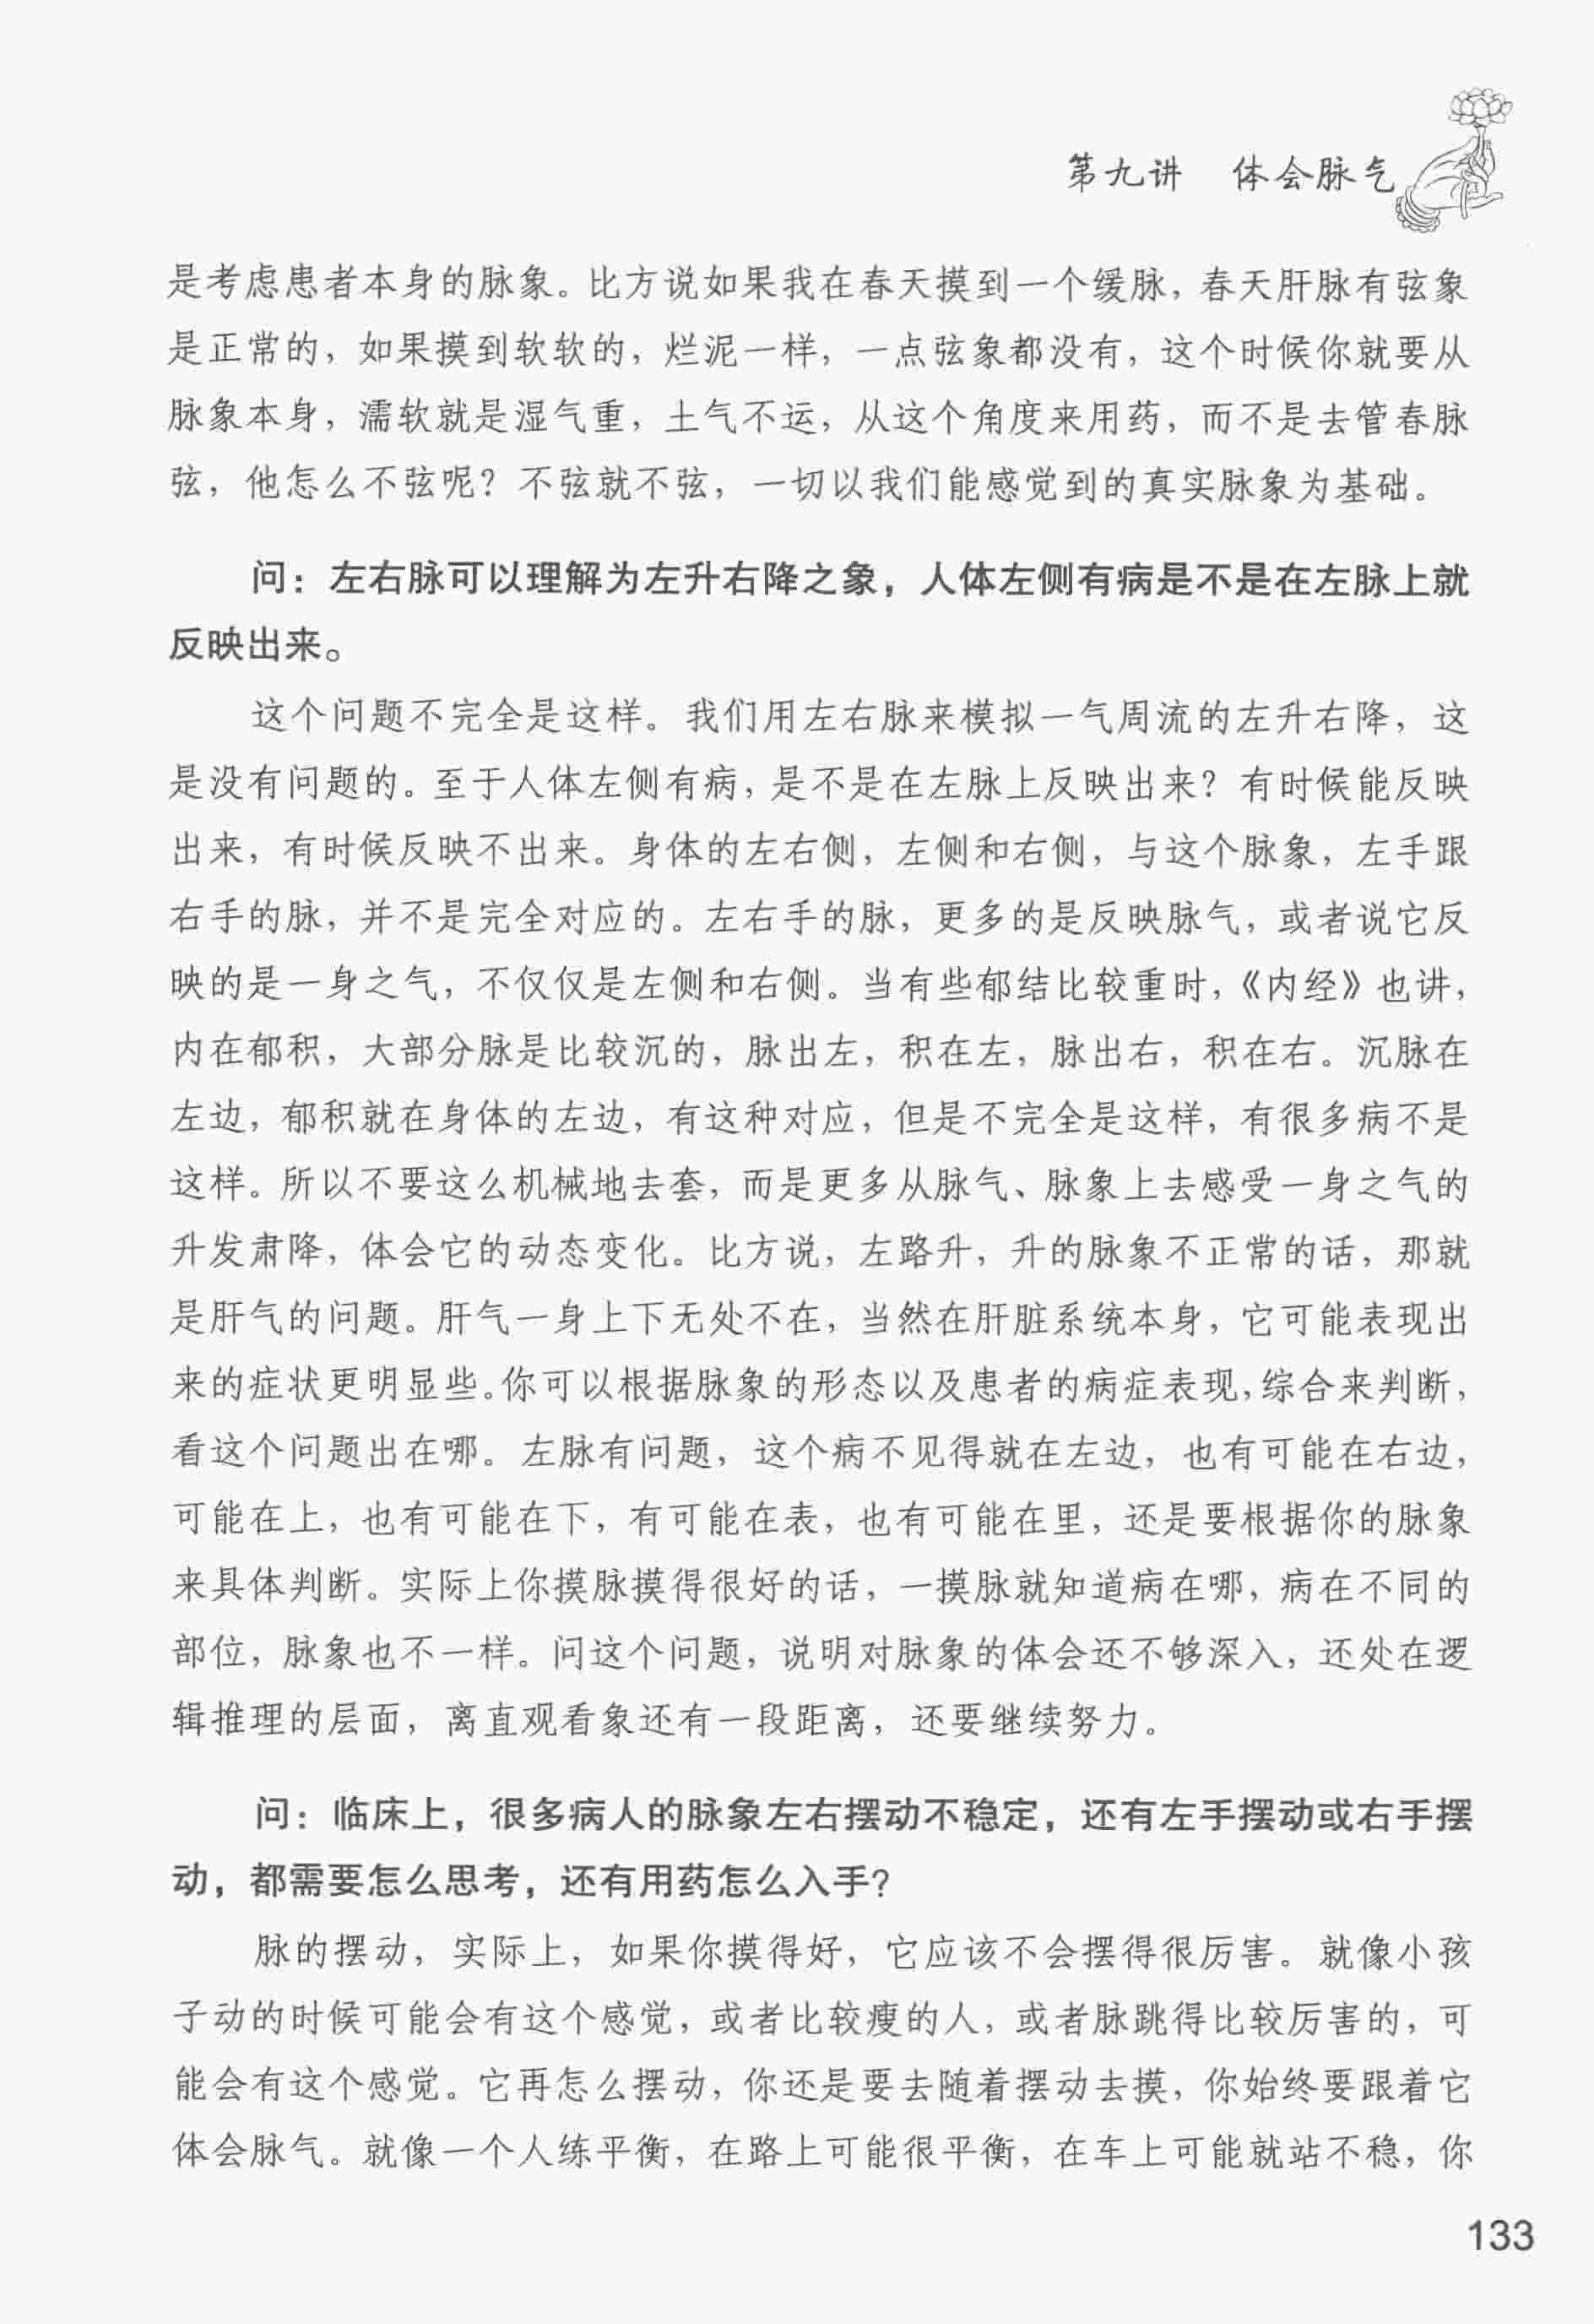 第九讲　体会脉气
是考虑患者本身的脉象。比方说如果我在春天摸到一个缓脉，春天肝脉有弦象
是正常的，如果摸到软软的，烂泥一样，一点弦象都没有，这个时候你就要从
脉象本身，濡软就是湿气重，土气不运，从这个角度来用药，而不是去管春脉
弦，他怎么不弦呢？不弦就不弦，一切以我们能感觉到的真实脉象为基础。
问：左右脉可以理解为左升右降之象，人体左侧有病是不是在左脉上就
反映出来。
这个问题不完全是这样。我们用左右脉来模拟一气周流的左升右降，这
是没有问题的。至于人体左侧有病，是不是在左脉上反映出来？有时候能反映
出来，有时候反映不出来。身体的左右侧，左侧和右侧，与这个脉象，左手跟
右手的脉，并不是完全对应的。左右手的脉，更多的是反映脉气，或者说它反
映的是一身之气，不仅仅是左侧和右侧。当有些郁结比较重时，《内经》也讲，
内在郁积，大部分脉是比较沉的，脉出左，积在左，脉出右，积在右。沉脉在
左边，郁积就在身体的左边，有这种对应，但是不完全是这样，有很多病不是
这样。所以不要这么机械地去套，而是更多从脉气、脉象上去感受一身之气的
升发肃降，体会它的动态变化。比方说，左路升，升的脉象不正常的话，那就
是肝气的问题。肝气一身上下无处不在，当然在肝脏系统本身，它可能表现出
来的症状更明显些。你可以根据脉象的形态以及患者的病症表现，综合来判断，
看这个问题出在哪。左脉有问题，这个病不见得就在左边，也有可能在右边，
可能在上，也有可能在下，有可能在表，也有可能在里，还是要根据你的脉象
来具体判断。实际上你摸脉摸得很好的话，一摸脉就知道病在哪，病在不同的
部位，脉象也不一样。问这个问题，说明对脉象的体会还不够深入，还处在逻
辑推理的层面，离直观看象还有一段距离，还要继续努力。
问：临床上，很多病人的脉象左右摆动不稳定，还有左手摆动或右手摆
动，都需要怎么思考，还有用药怎么入手？
脉的摆动，实际上，如果你摸得好，它应该不会摆得很厉害。就像小孩
子动的时候可能会有这个感觉，或者比较瘦的人，或者脉跳得比较厉害的，可
能会有这个感觉。它再怎么摆动，你还是要去随着摆动去摸，你始终要跟着它
体会脉气。就像一个人练平衡，在路上可能很平衡，在车上可能就站不稳，你
133